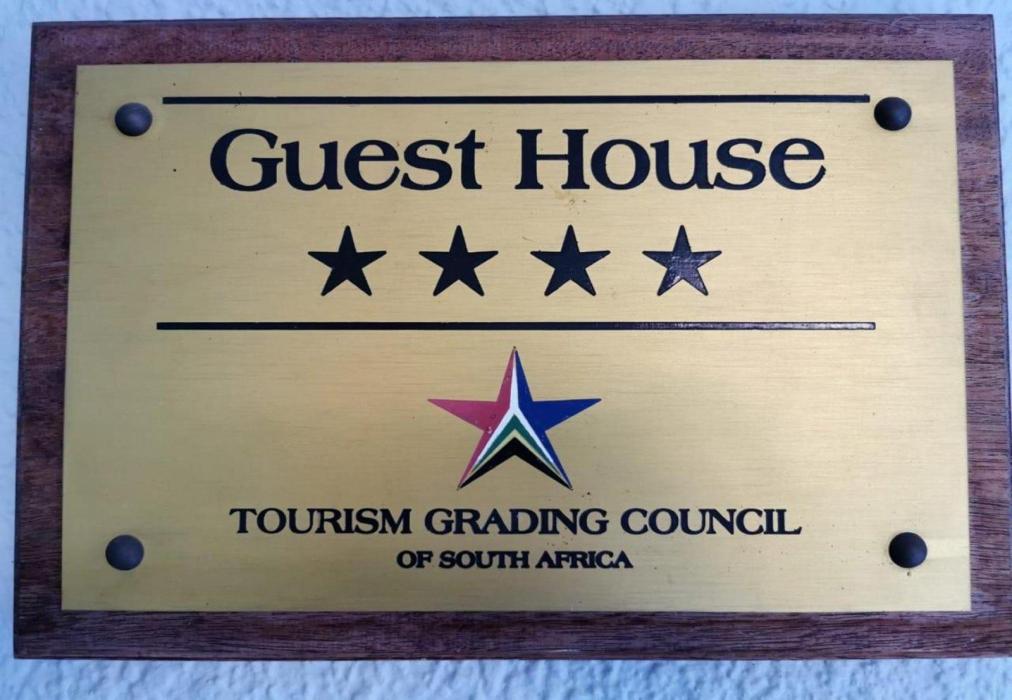 Guest House
TOURISM GRADING COUNCIL
OF SOUTH AFRICA